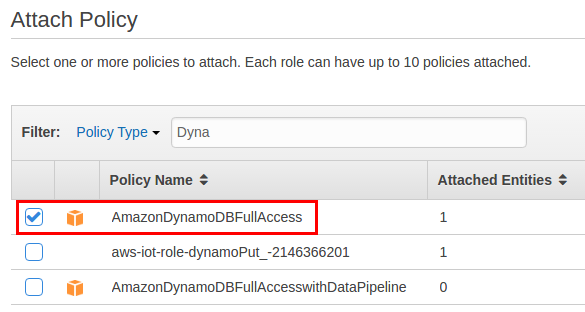 Attach Policy
Select one or more policies to attach. Each role can have up to 10 policies attached.
Filter: Policy Type Dyna
Policy Name Attached Entities
AmazonDynamoDBFullAccess 1
aws-iot-role-dynamoPut_-2146366201 1
AmazonDynamoDBFullAccesswithDataPipeline 0